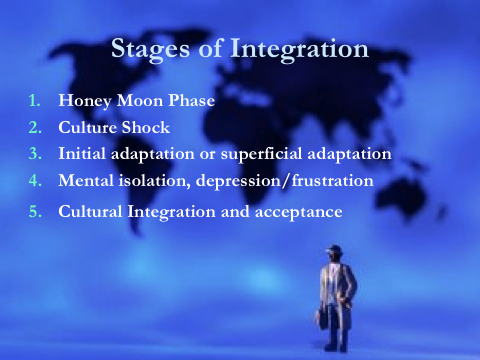 Stages of Integration
1. Honey Moon Phase
2. Culture Shock
3. Initial adaptation or superficial adaptation
4. Mental isolation, depression/frustration
5. Cultural Integration and acceptance